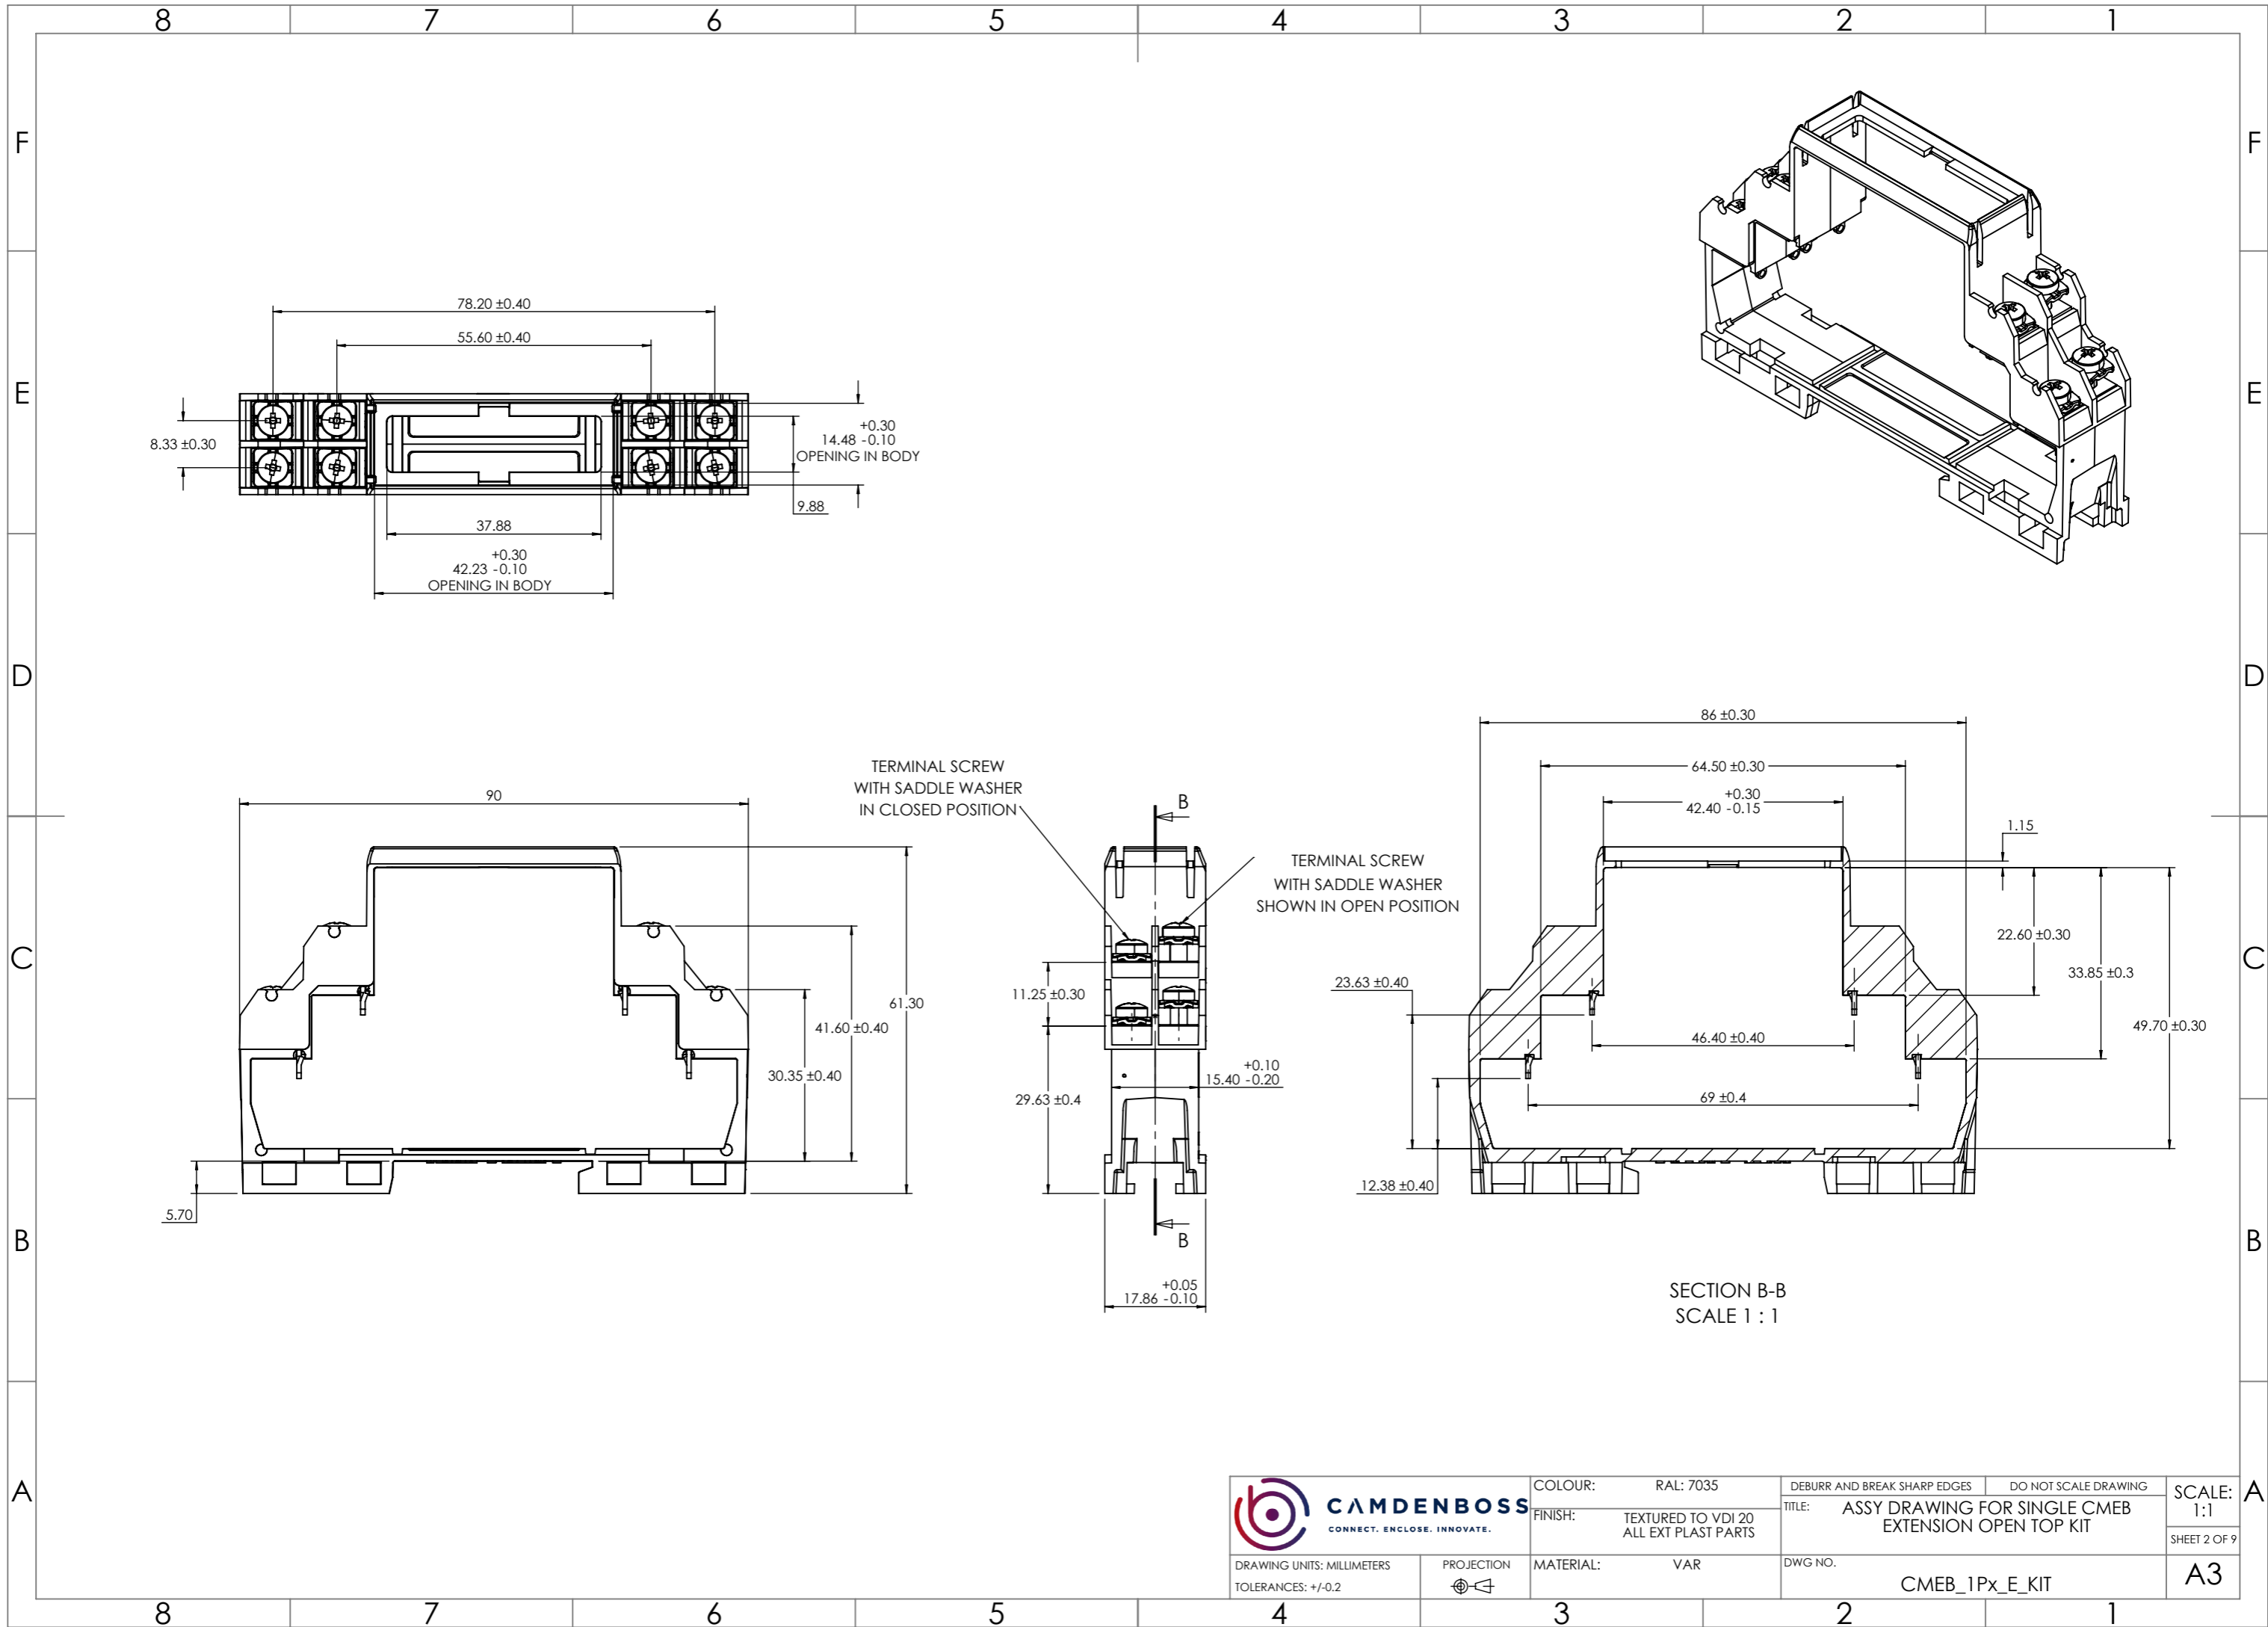 8 7 6 5 4 3 2 1
F F
E E
D D
C C
B B
A A
78.20 ±0.40
55.60 ±0.40
8.33 ±0.30
+0.30
14.48 -0.10
OPENING IN BODY
9.88
37.88
+0.30
42.23 -0.10
OPENING IN BODY
90
61.30
41.60 ±0.40
30.35 ±0.40
5.70
TERMINAL SCREW
WITH SADDLE WASHER
IN CLOSED POSITION
B
TERMINAL SCREW
WITH SADDLE WASHER
SHOWN IN OPEN POSITION
11.25 ±0.30
29.63 ±0.4
+0.10
15.40 -0.20
B
+0.05
17.86 -0.10
86 ±0.30
64.50 ±0.30
+0.30
42.40 -0.15
1.15
22.60 ±0.30
33.85 ±0.3
49.70 ±0.30
23.63 ±0.40
46.40 ±0.40
69 ±0.4
12.38 ±0.40
SECTION B-B
SCALE 1 : 1
CAMDENBOSS
CONNECT. ENCLOSE. INNOVATE.
DRAWING UNITS: MILLIMETERS
TOLERANCES: +/-0.2
PROJECTION
COLOUR: RAL: 7035
FINISH: TEXTURED TO VDI 20
ALL EXT PLAST PARTS
MATERIAL: VAR
DEBURR AND BREAK SHARP EDGES
DO NOT SCALE DRAWING
TITLE: ASSY DRAWING FOR SINGLE CMEB
EXTENSION OPEN TOP KIT
DWG NO.
CMEB_1Px_E_KIT
SCALE:
1:1
SHEET 2 OF 9
A3
8 7 6 5 4 3 2 1